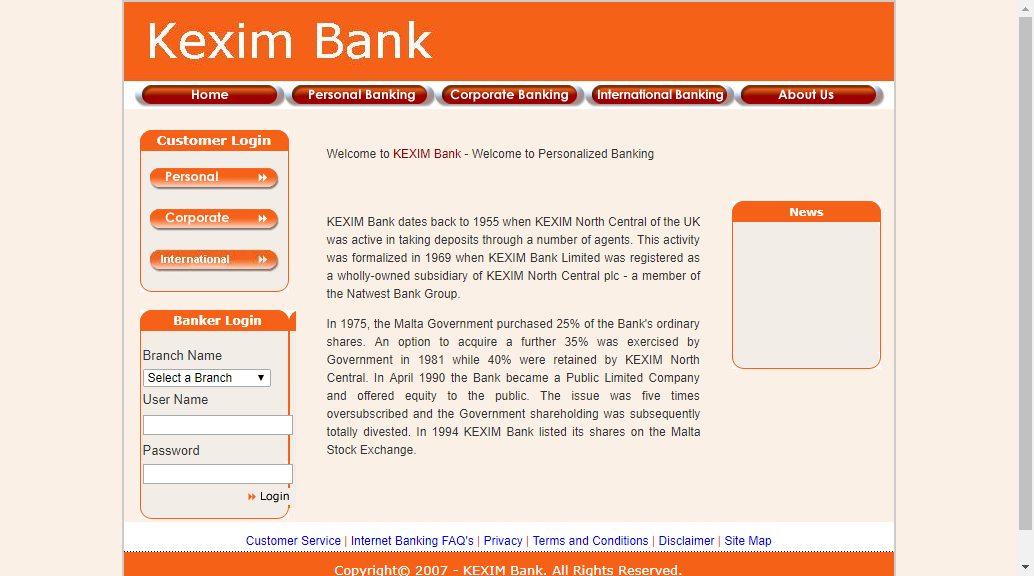 Kexim Bank
Home
Personal Banking
Corporate Banking
International Banking
About Us
Customer Login
Personal
Corporate
International
Banker Login
Branch Name
Select a Branch
User Name
Password
Login
Welcome to KEXIM Bank - Welcome to Personalized Banking
KEXIM Bank dates back to 1955 when KEXIM North Central of the UK
was active in taking deposits through a number of agents. This activity
was formalized in 1969 when KEXIM Bank Limited was registered as
a wholly-owned subsidiary of KEXIM North Central plc - a member of
the Natwest Bank Group.
In 1975, the Malta Government purchased 25% of the Bank's ordinary
shares. An option to acquire a further 35% was exercised by
Government in 1981 while 40% were retained by KEXIM North
Central. In April 1990 the Bank became a Public Limited Company
and offered equity to the public. The issue was five times
oversubscribed and the Government shareholding was subsequently
totally divested. In 1994 KEXIM Bank listed its shares on the Malta
Stock Exchange.
News
Customer Service | Internet Banking FAQ's | Privacy | Terms and Conditions | Disclaimer | Site Map
Copyright© 2007 - KEXIM Bank. All Rights Reserved.